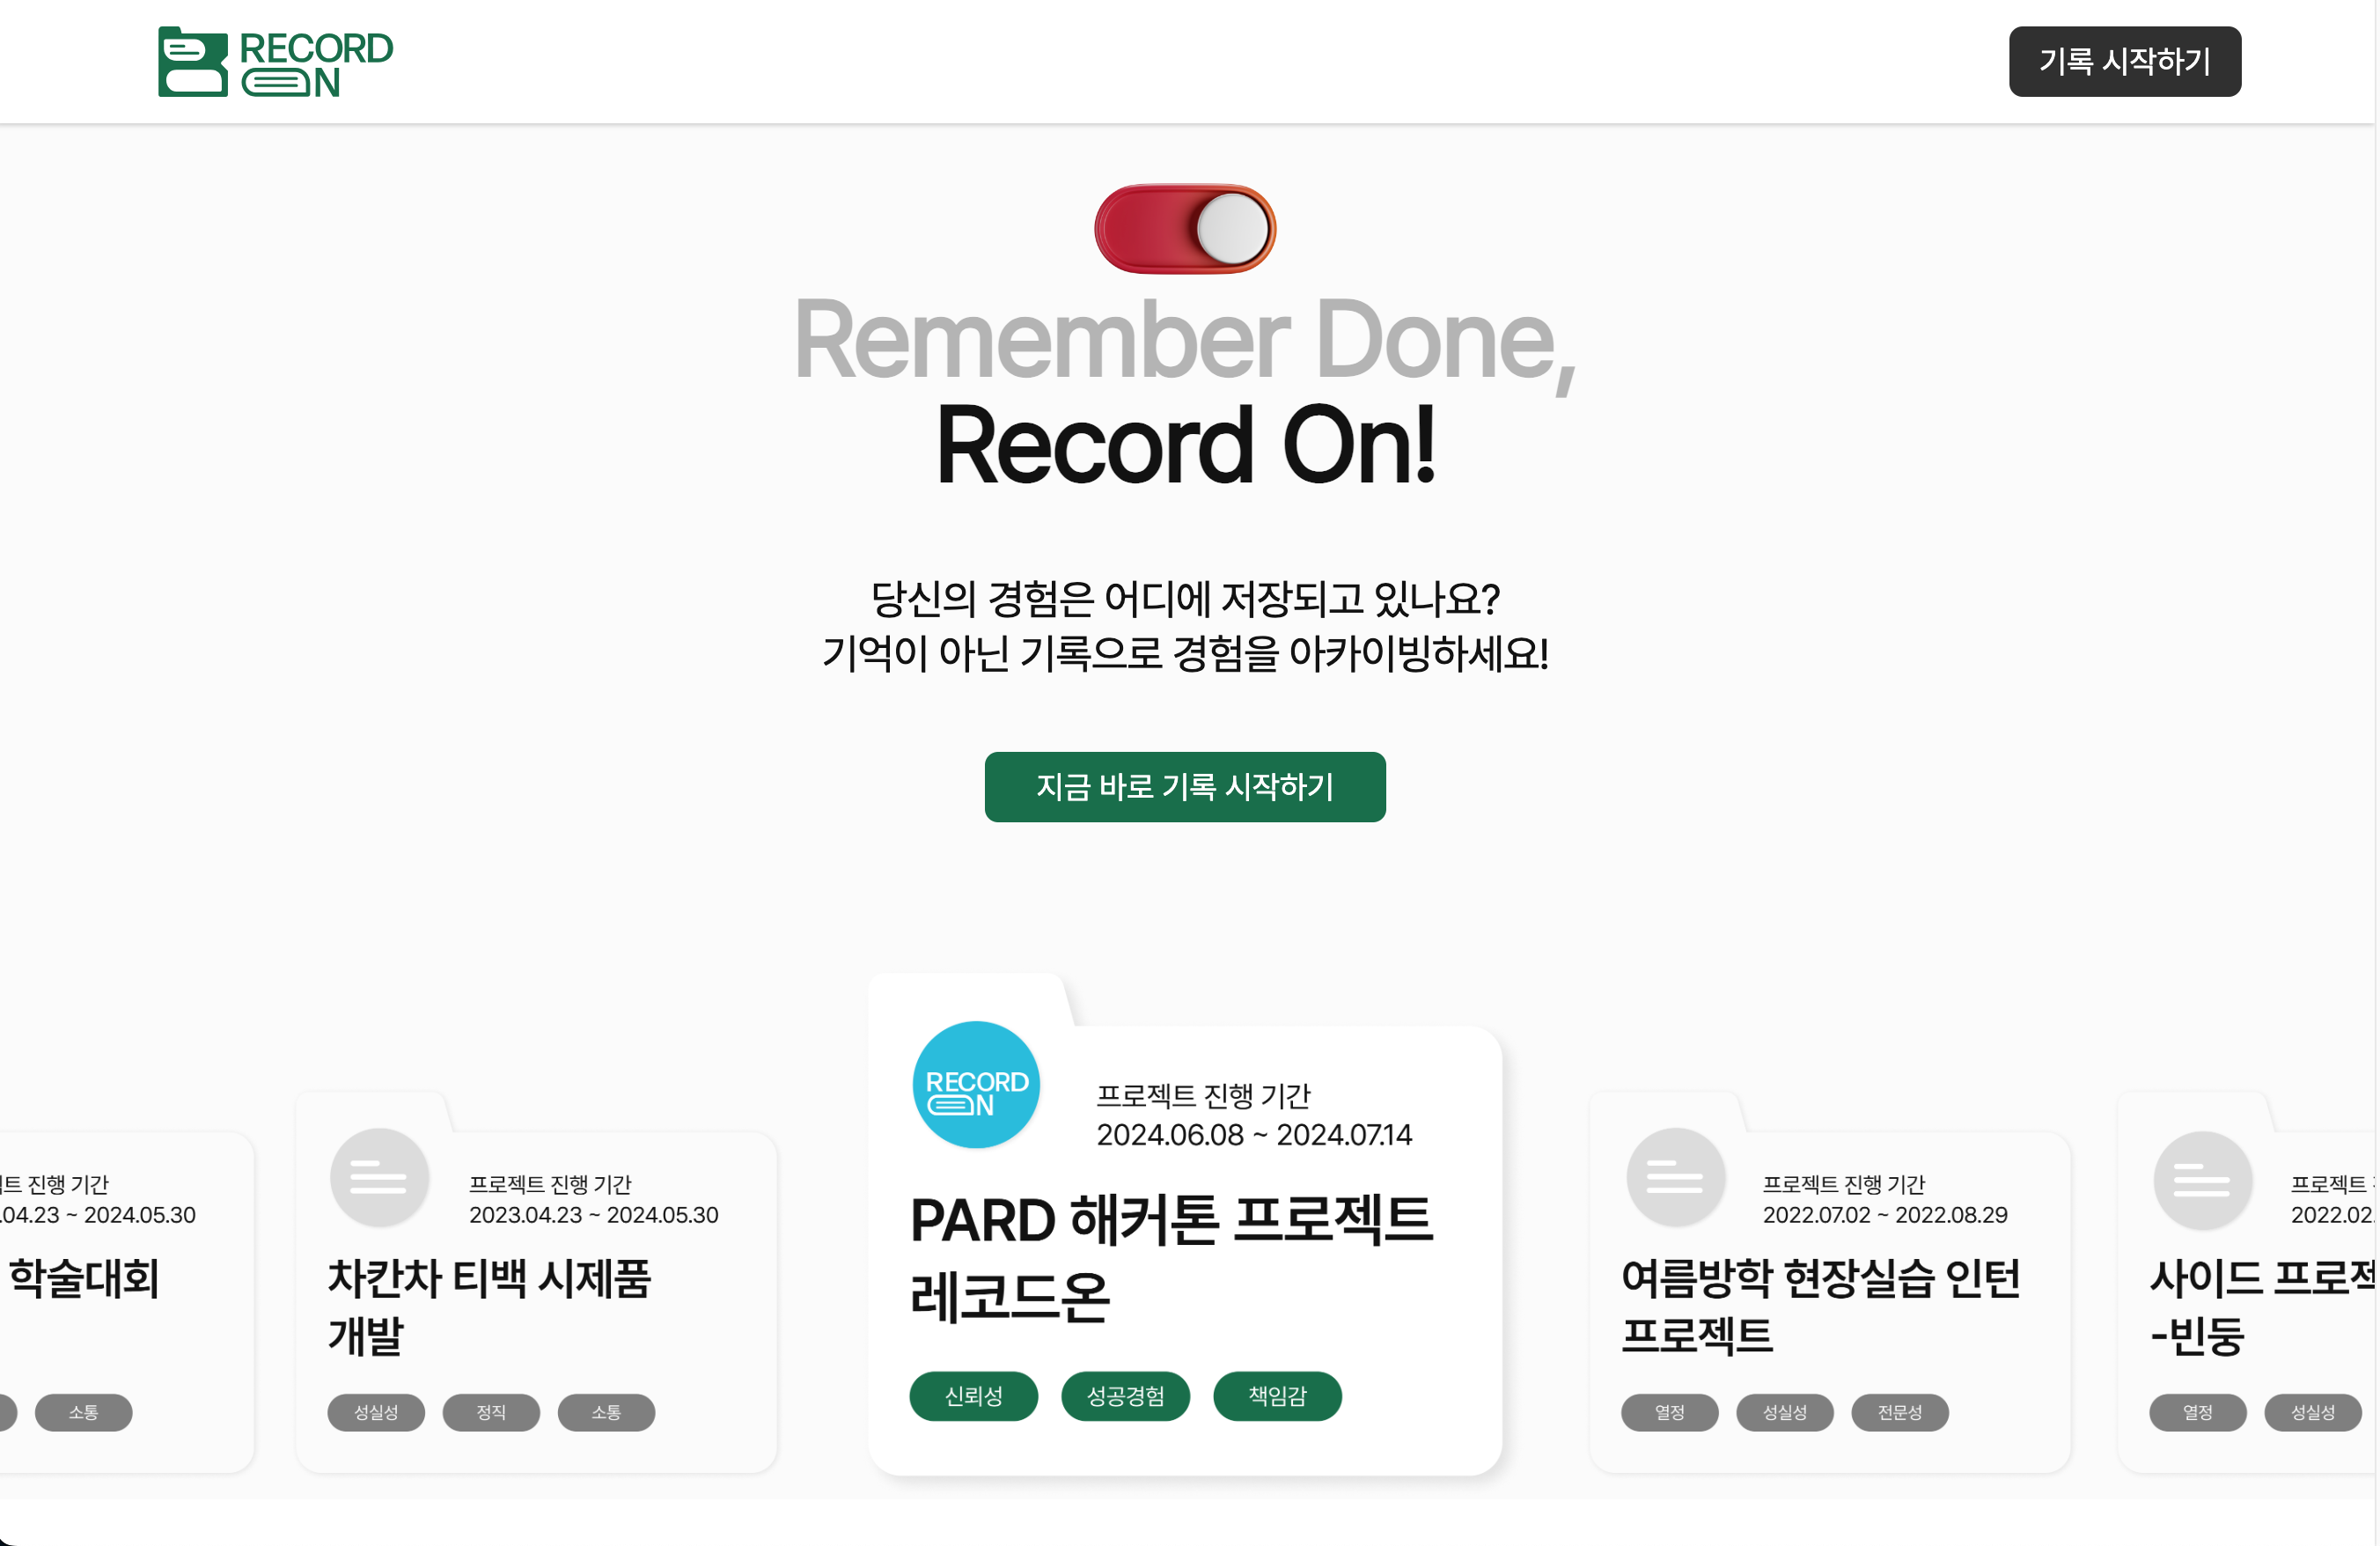 RECORD
ON
기록 시작하기
Remember Done,
Record On!
당신의 경험은 어디에 저장되고 있나요?
기억이 아닌 기록으로 경험을 아카이빙하세요!
지금 바로 기록 시작하기
트 진행 기간
.04.23 ~ 2024.05.30
학술대회
소통
프로젝트 진행 기간
2023.04.23 ~ 2024.05.30
차칸차 티백 시제품
개발
성실성 정직 소통
RECORD
ON
프로젝트 진행 기간
2024.06.08 ~ 2024.07.14
PARD 해커톤 프로젝트
레코드온
신뢰성 성공경험 책임감
프로젝트 진행 기간
2022.07.02 ~ 2022.08.29
여름방학 현장실습 인턴
프로젝트
열정 성실성 전문성
프로젝트
2022.02.
사이드 프로젝
-빈둥
열정 성실성